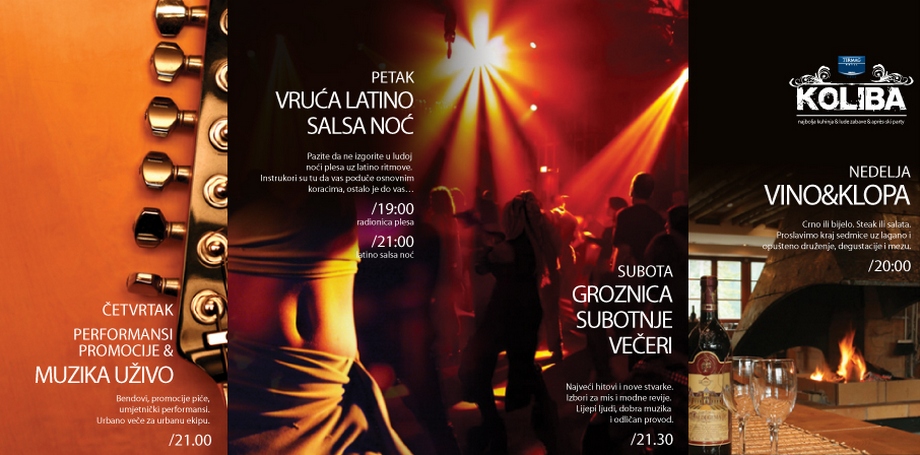 ČETVRTAK
PERFORMANSI
PROMOCIJE &
MUZIKA UŽIVO
Bendovi, promocije piće,
umjetnički performansi.
Urbano veče za urbanu ekipu.
/21.00
PETAK
VRUĆA LATINO
SALSA NOĆ
Pazite da ne izgorite u ludoj
noći plesa uz latino ritmove.
Instrukori su tu da vas poduče osnovnim
koracima, ostalo je do vas...
/19:00
radionica plesa
/21:00
latino salsa noć
SUBOTA
GROZNICA
SUBOTNJE
VEČERI
Najveći hitovi i nove stvarke.
Izbori za mis i modne revije.
Lijepi ljudi, dobra muzika
i odličan provod.
/21.30
TERMAG
KOLIBA
najbolja kuhinja & lude zabave & après-ski party
NEDELJA
VINO&KLOPA
Crno ili bijelo. Steak ili salata.
Proslavimo kraj sedmice uz lagano i
opušteno druženje, degustacije i mezu.
/20:00